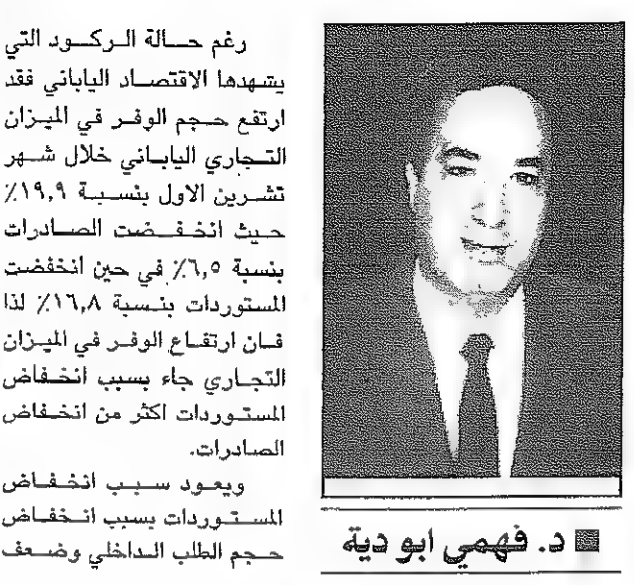 رغم حالة الركود التي
يشهدها الاقتصاد الياباني فقد
ارتفع حجم الوفر في الميزان
التجاري الياباني خلال شهر
تشرين الاول بنسبة ١٩,٩٪
حيث انخفضت الصادرات
بنسبة ٦,٥٪ في حين انخفضت
المستوردات بنسبة ١٦,٨٪ لذا
فان ارتفاع الوفر في الميزان
التجاري جاء بسبب انخفاض
المستوردات اكثر من انخفاض
الصادرات.
ويعود سبب انخفاض
المستوردات بسبب انخفاض
حجم الطلب الداخلي وضعف
د. فهمي ابو دية